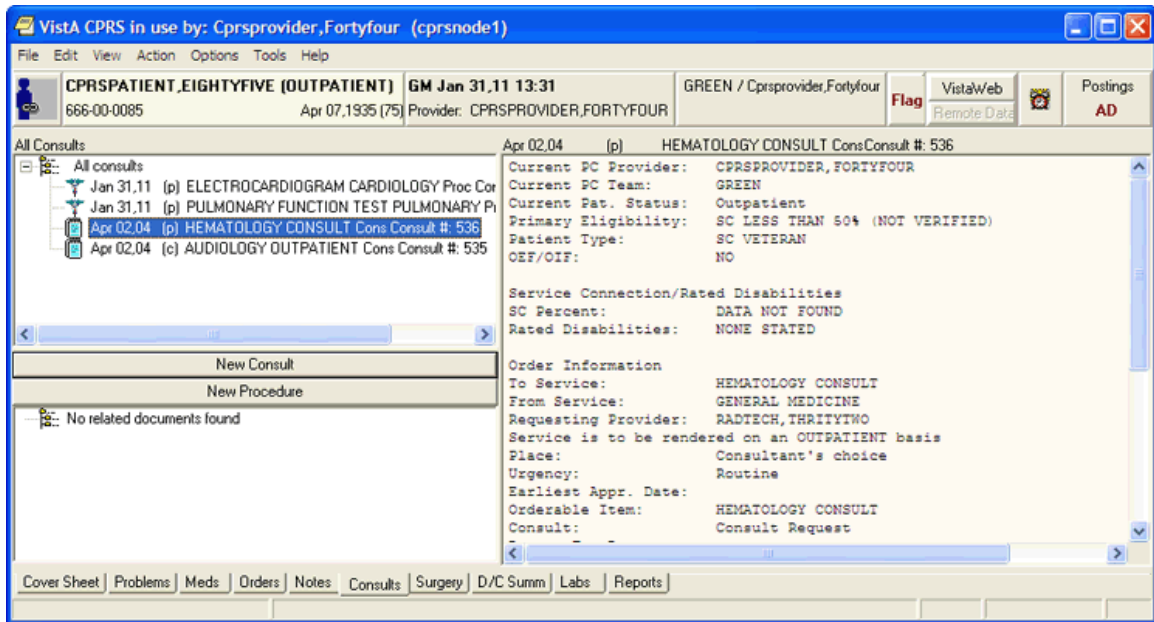 VistA CPRS in use by: Cprsprovider,Fortyfour (cprsnode1)
File Edit View Action Options Tools Help
CPRSPATIENT,EIGHTYFIVE (OUTPATIENT) GM Jan 31,11 13:31 GREEN / Cprsprovider,Fortyfour Flag VistaWeb Postings
666-00-0085 Apr 07,1935 (75) Provider: CPRSPROVIDER,FORTYFOUR Remote Data AD
All Consults
All consults
Jan 31,11 (p) ELECTROCARDIOGRAM CARDIOLOGY Proc Cor
Jan 31,11 (p) PULMONARY FUNCTION TEST PULMONARY
Apr 02,04 (p) HEMATOLOGY CONSULT Cons Consult #: 536
Apr 02,04 (c) AUDIOLOGY OUTPATIENT Cons Consult #: 535
New Consult
New Procedure
No related documents found
Apr 02,04 (p) HEMATOLOGY CONSULT ConsConsult #: 536
Current PC Provider: CPRSPROVIDER,FORTYFOUR
Current PC Team: GREEN
Current Pat. Status: Outpatient
Primary Eligibility: SC LESS THAN 50% (NOT VERIFIED)
Patient Type: SC VETERAN
OEF/OIF: NO
Service Connection/Rated Disabilities
SC Percent: DATA NOT FOUND
Rated Disabilities: NONE STATED
Order Information
To Service: HEMATOLOGY CONSULT
From Service: GENERAL MEDICINE
Requesting Provider: RADTECH,THRITYTWO
Service is to be rendered on an OUTPATIENT basis
Place: Consultant's choice
Urgency: Routine
Earliest Appr. Date:
Orderable Item: HEMATOLOGY CONSULT
Consult: Consult Request
Cover Sheet Problems Meds Orders Notes Consults Surgery D/C Summ Labs Reports